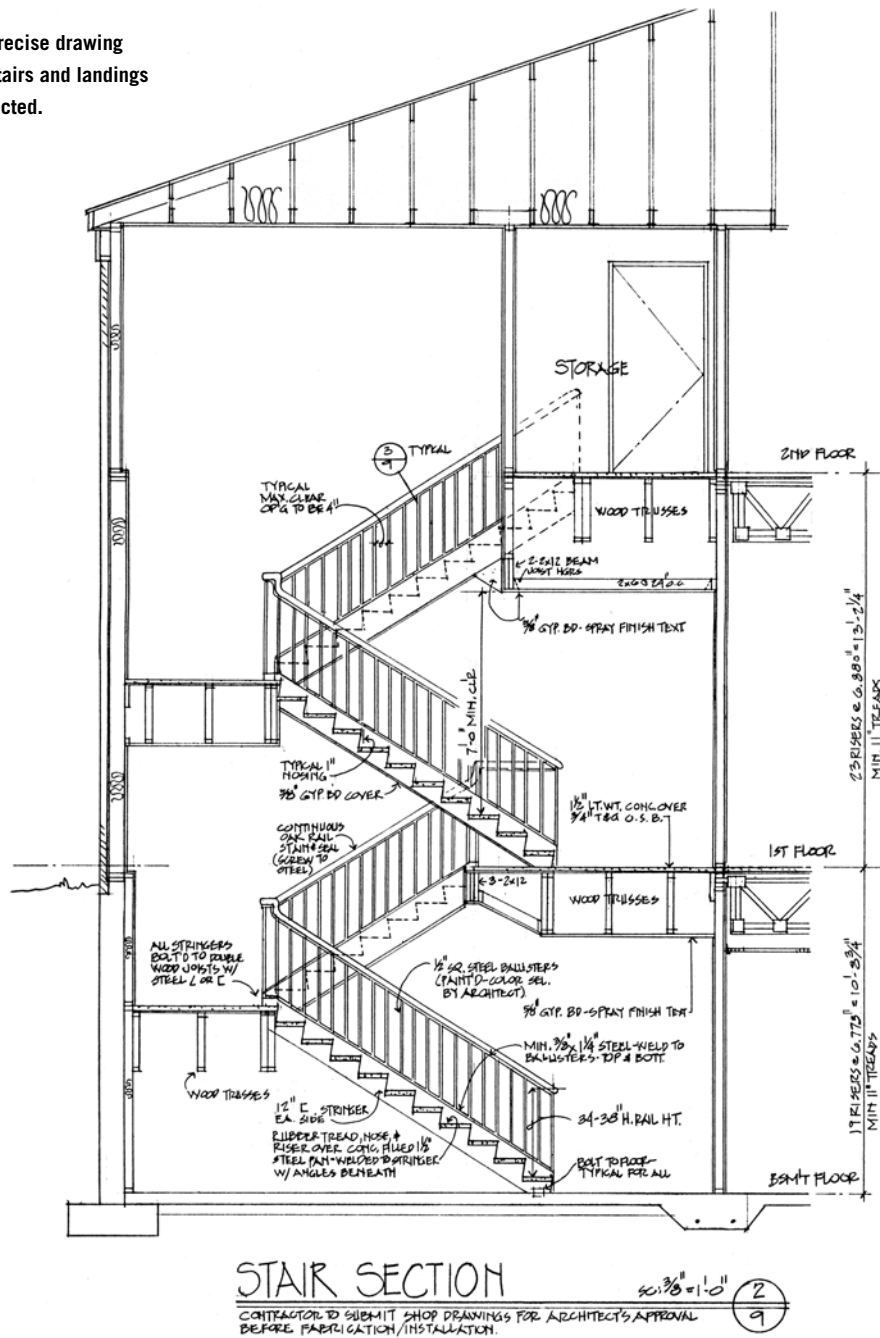 recise drawing
tairs and landings
cted.
STORAGE
3
9
TYPICAL
2ND FLOOR
TYPICAL
MAX. CLEAR
OP'G TO BE 4"
WOOD TRUSSES
2-2x12 BEAM
JOIST HGRS
2x6 @ 24" O.C
5/8" GYP. BD-SPRAY FINISH TEXT
23 RISERS @ 6.880" = 13'-2 1/4"
MIN. 11" TREADS
7'-0" MIN. CLR
TYPICAL 1"
NOSING
5/8" GYP. BD COVER
1 1/2" LT. WT. CONC. OVER
3/4" T&G O.S.B.
CONTINUOUS
OAK RAIL
STAIN & SEAL
(SCREW TO
STEEL)
1ST FLOOR
3-2x12
WOOD TRUSSES
ALL STRINGERS
BOLT'D TO DOUBLE
WOOD JOISTS W/
STEEL L OR [
1/2" SQ. STEEL BALUSTERS
(PAINT'D-COLOR SEL.
BY ARCHITECT)
5/8" GYP. BD-SPRAY FINISH TEXT
MIN. 3/8" x 1 1/4" STEEL-WELD TO
BALUSTERS-TOP & BOTT.
19 RISERS @ 6.773" = 10'-8 3/4"
MIN 11" TREADS
WOOD TRUSSES
12" [ STRINGER
EA. SIDE
34-38" H. RAIL HT.
RUBBER TREAD, NOSE, &
RISER OVER CONC. FILLED 1 1/2"
STEEL PAN-WELDED TO STRINGER
W/ ANGLES BENEATH
BOLT TO FLOOR-
TYPICAL FOR ALL
BSM'T FLOOR
STAIR SECTION
SC: 3/8" = 1'-0"
2
9
CONTRACTOR TO SUBMIT SHOP DRAWINGS FOR ARCHITECT'S APPROVAL
BEFORE FABRICATION/INSTALLATION.